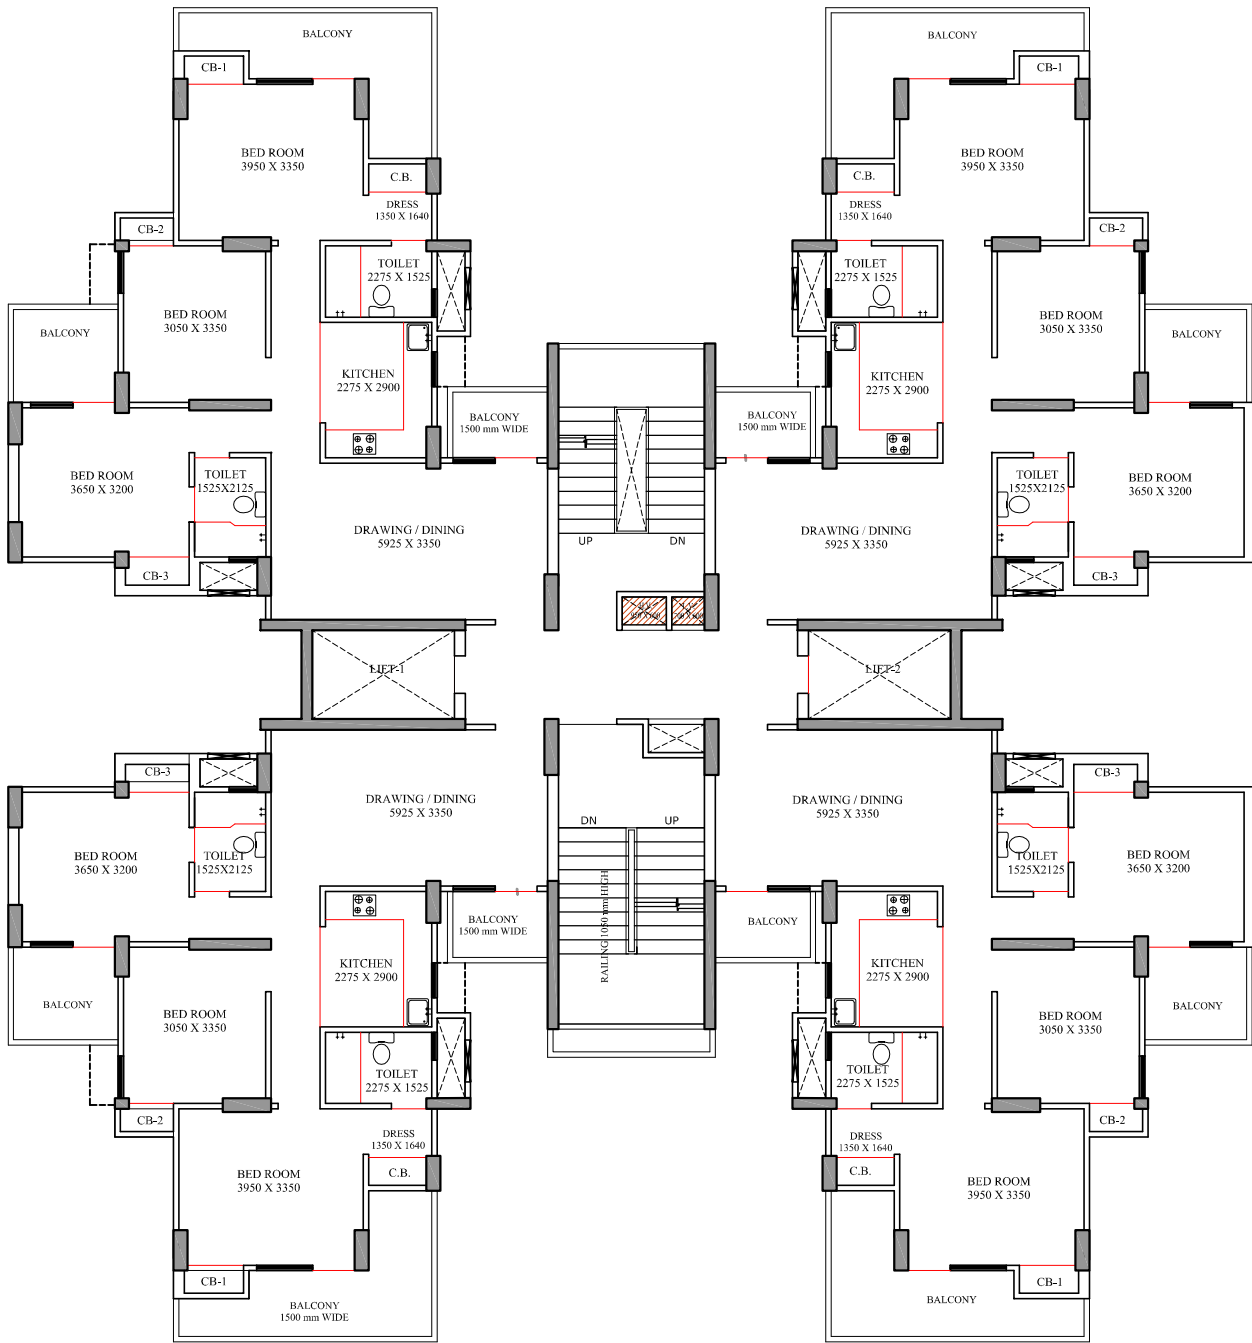 BALCONY
BALCONY
CB-1
CB-1
BED ROOM
3950 X 3350
BED ROOM
3950 X 3350
C.B.
C.B.
DRESS
1350 X 1640
DRESS
1350 X 1640
CB-2
CB-2
TOILET
2275 X 1525
TOILET
2275 X 1525
BED ROOM
3050 X 3350
BED ROOM
3050 X 3350
BALCONY
BALCONY
KITCHEN
2275 X 2900
KITCHEN
2275 X 2900
BALCONY
1500 mm WIDE
BALCONY
1500 mm WIDE
BED ROOM
3650 X 3200
TOILET
1525X2125
TOILET
1525X2125
BED ROOM
3650 X 3200
DRAWING / DINING
5925 X 3350
UP
DN
DRAWING / DINING
5925 X 3350
CB-3
CB-3
LIFT-1
LIFT-2
CB-3
CB-3
DRAWING / DINING
5925 X 3350
DRAWING / DINING
5925 X 3350
DN
UP
BED ROOM
3650 X 3200
TOILET
1525X2125
TOILET
1525X2125
BED ROOM
3650 X 3200
RAILING 1050 mm HIGH
BALCONY
1500 mm WIDE
BALCONY
KITCHEN
2275 X 2900
KITCHEN
2275 X 2900
BALCONY
BALCONY
BED ROOM
3050 X 3350
BED ROOM
3050 X 3350
TOILET
2275 X 1525
TOILET
2275 X 1525
CB-2
CB-2
DRESS
1350 X 1640
DRESS
1350 X 1640
C.B.
C.B.
BED ROOM
3950 X 3350
BED ROOM
3950 X 3350
CB-1
CB-1
BALCONY
1500 mm WIDE
BALCONY